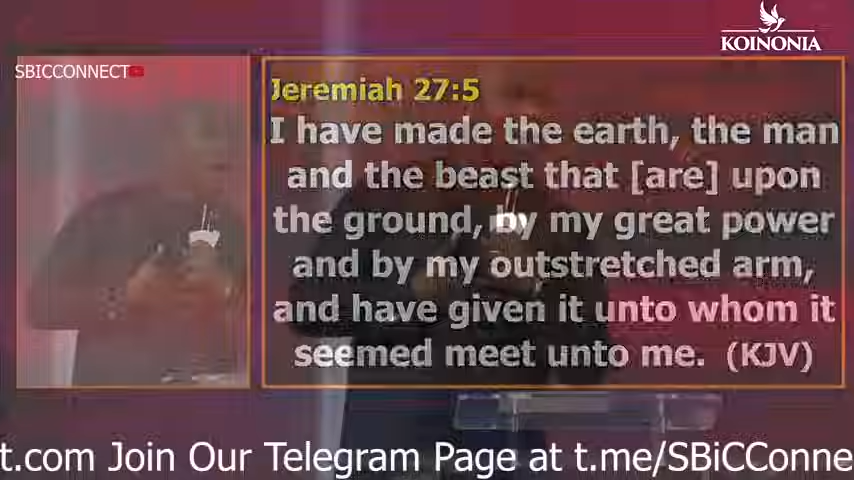 KOINONIA
SBICCONNECT
Jeremiah 27:5
I have made the earth, the man
and the beast that [are] upon
the ground, by my great power
and by my outstretched arm,
and have given it unto whom it
seemed meet unto me. (KJV)
t.com Join Our Telegram Page at t.me/SBiCConne